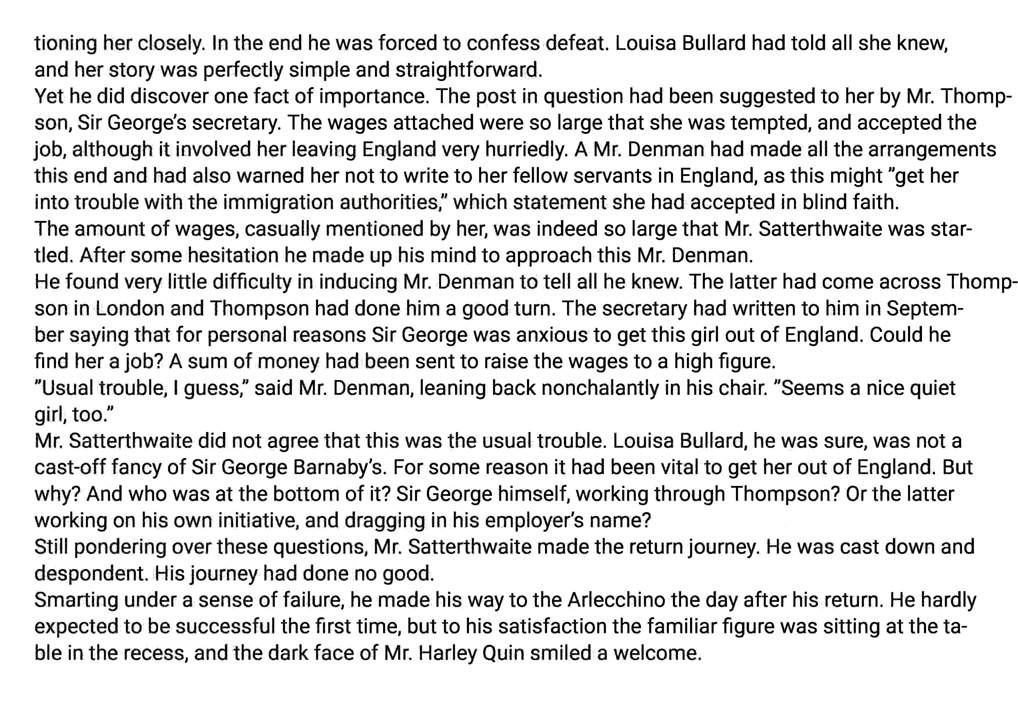 tioning her closely. In the end he was forced to confess defeat. Louisa Bullard had told all she knew,
and her story was perfectly simple and straightforward.
Yet he did discover one fact of importance. The post in question had been suggested to her by Mr. Thomp-
son, Sir George's secretary. The wages attached were so large that she was tempted, and accepted the
job, although it involved her leaving England very hurriedly. A Mr. Denman had made all the arrangements
this end and had also warned her not to write to her fellow servants in England, as this might "get her
into trouble with the immigration authorities," which statement she had accepted in blind faith.
The amount of wages, casually mentioned by her, was indeed so large that Mr. Satterthwaite was star-
tled. After some hesitation he made up his mind to approach this Mr. Denman.
He found very little difficulty in inducing Mr. Denman to tell all he knew. The latter had come across Thomp-
son in London and Thompson had done him a good turn. The secretary had written to him in Septem-
ber saying that for personal reasons Sir George was anxious to get this girl out of England. Could he
find her a job? A sum of money had been sent to raise the wages to a high figure.
"Usual trouble, I guess," said Mr. Denman, leaning back nonchalantly in his chair. "Seems a nice quiet
girl, too."
Mr. Satterthwaite did not agree that this was the usual trouble. Louisa Bullard, he was sure, was not a
cast-off fancy of Sir George Barnaby's. For some reason it had been vital to get her out of England. But
why? And who was at the bottom of it? Sir George himself, working through Thompson? Or the latter
working on his own initiative, and dragging in his employer's name?
Still pondering over these questions, Mr. Satterthwaite made the return journey. He was cast down and
despondent. His journey had done no good.
Smarting under a sense of failure, he made his way to the Arlecchino the day after his return. He hardly
expected to be successful the first time, but to his satisfaction the familiar figure was sitting at the ta-
ble in the recess, and the dark face of Mr. Harley Quin smiled a welcome.